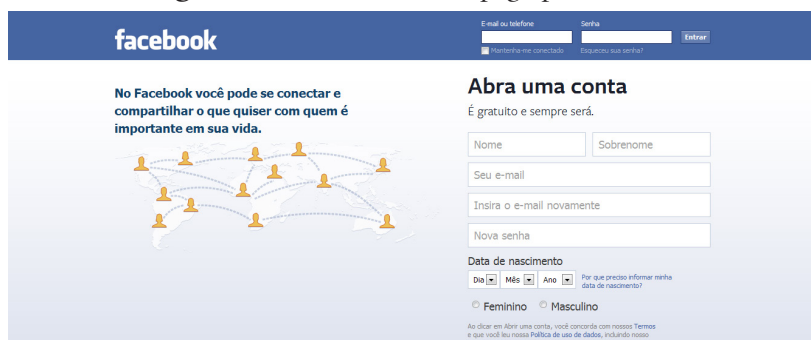 E-mail ou telefone
Senha
facebook
Entrar
Mantenha-me conectado
Esqueceu sua senha?
No Facebook você pode se conectar e
compartilhar o que quiser com quem é
importante em sua vida.
Abra uma conta
É gratuito e sempre será.
Nome
Sobrenome
Seu e-mail
Insira o e-mail novamente
Nova senha
Data de nascimento
Dia
Mês
Ano
Por que preciso informar minha
data de nascimento?
Feminino
Masculino
Ao clicar em Abrir uma conta, você concorda com nossos Termos
e que você leu nossa Política de uso de dados, incluindo nosso